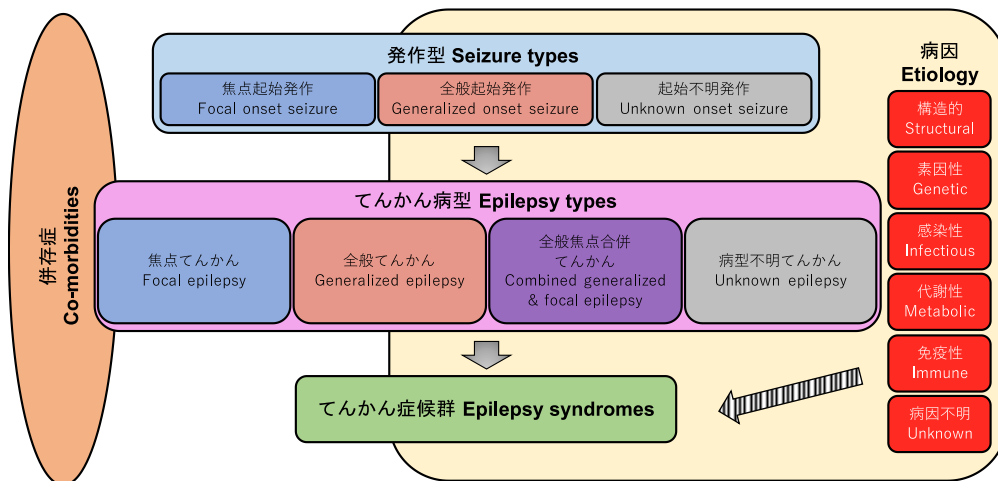 発作型 Seizure types
焦点起始発作
Focal onset seizure
全般起始発作
Generalized onset seizure
起始不明発作
Unknown onset seizure
病因
Etiology
構造的
Structural
素因性
Genetic
感染性
Infectious
代謝性
Metabolic
免疫性
Immune
病因不明
Unknown
併存症
Co-morbidities
てんかん病型 Epilepsy types
焦点てんかん
Focal epilepsy
全般てんかん
Generalized epilepsy
全般焦点合併
てんかん
Combined generalized
& focal epilepsy
病型不明てんかん
Unknown epilepsy
てんかん症候群 Epilepsy syndromes